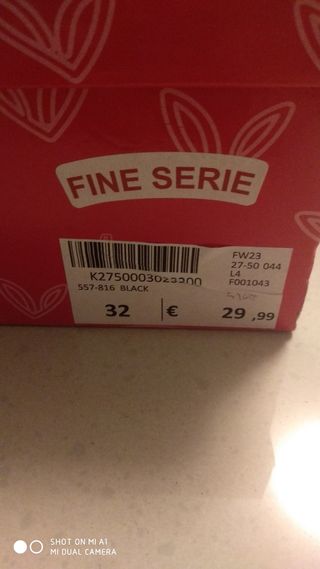 FINE SERIE
FW23
27-50 044
L4
F001043
557-816 BLACK
32 € 29 ,99
SHOT ON MI A1
MI DUAL CAMERA